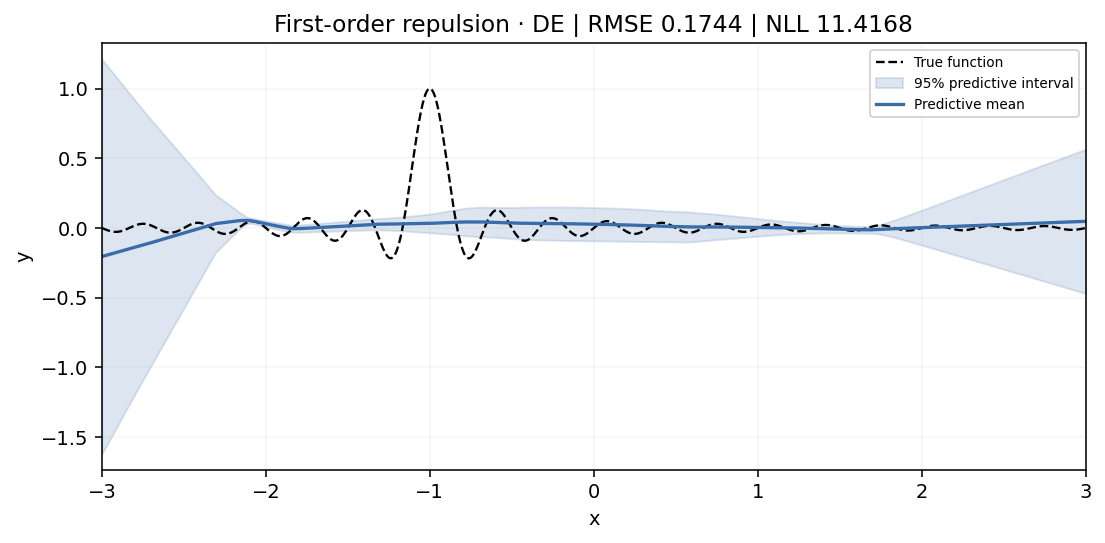 First-order repulsion · DE | RMSE 0.1744 | NLL 11.4168
True function
95% predictive interval
Predictive mean
1.0
0.5
0.0
−0.5
−1.0
−1.5
y
−3 −2 −1 0 1 2 3
x